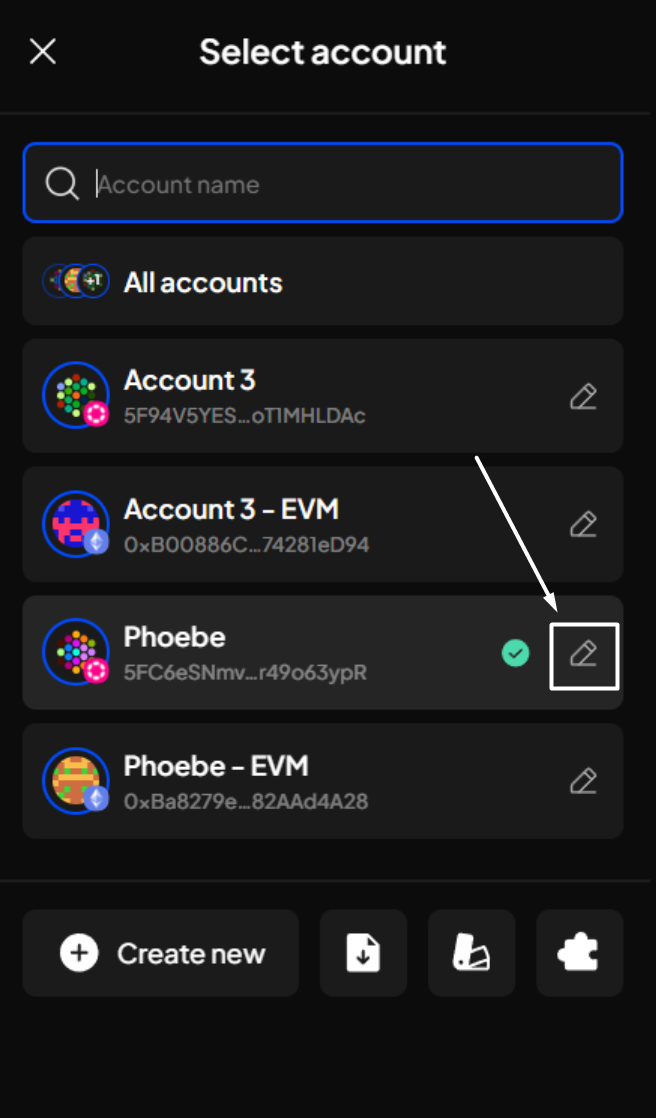 Select account
Account name
All accounts
Account 3
5F94V5YES...oT1MHLDAc
Account 3 - EVM
0xB00886C...74281eD94
Phoebe
5FC6eSNmv...r49o63ypR
Phoebe - EVM
0xBa8279e...82AAd4A28
Create new